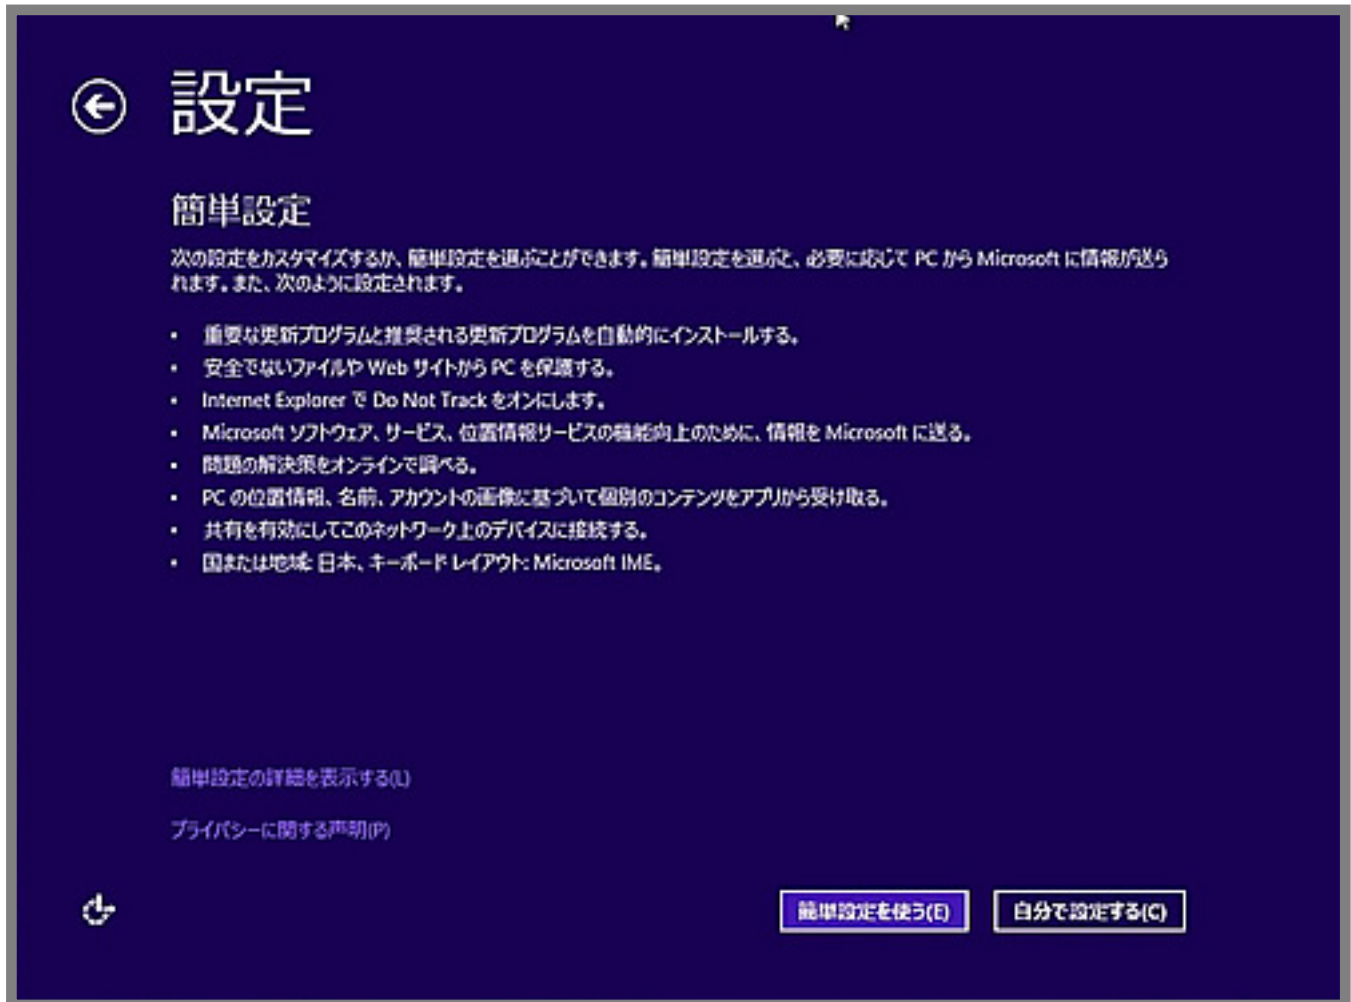 設定
簡単設定
次の設定をカスタマイズするか、簡単設定を選ぶことができます。簡単設定を選ぶと、必要に応じて PC から Microsoft に情報が送ら
れます。また、次のように設定されます。
• 重要な更新プログラムと推奨される更新プログラムを自動的にインストールする。
• 安全でないファイルや Web サイトから PC を保護する。
• Internet Explorer で Do Not Track をオンにします。
• Microsoft ソフトウェア、サービス、位置情報サービスの機能向上のために、情報を Microsoft に送る。
• 問題の解決策をオンラインで調べる。
• PC の位置情報、名前、アカウントの画像に基づいて個別のコンテンツをアプリから受け取る。
• 共有を有効にしてこのネットワーク上のデバイスに接続する。
• 国または地域: 日本、キーボード レイアウト: Microsoft IME。
簡単設定の詳細を表示する(L)
プライバシーに関する声明(P)
簡単設定を使う(E) 自分で設定する(C)